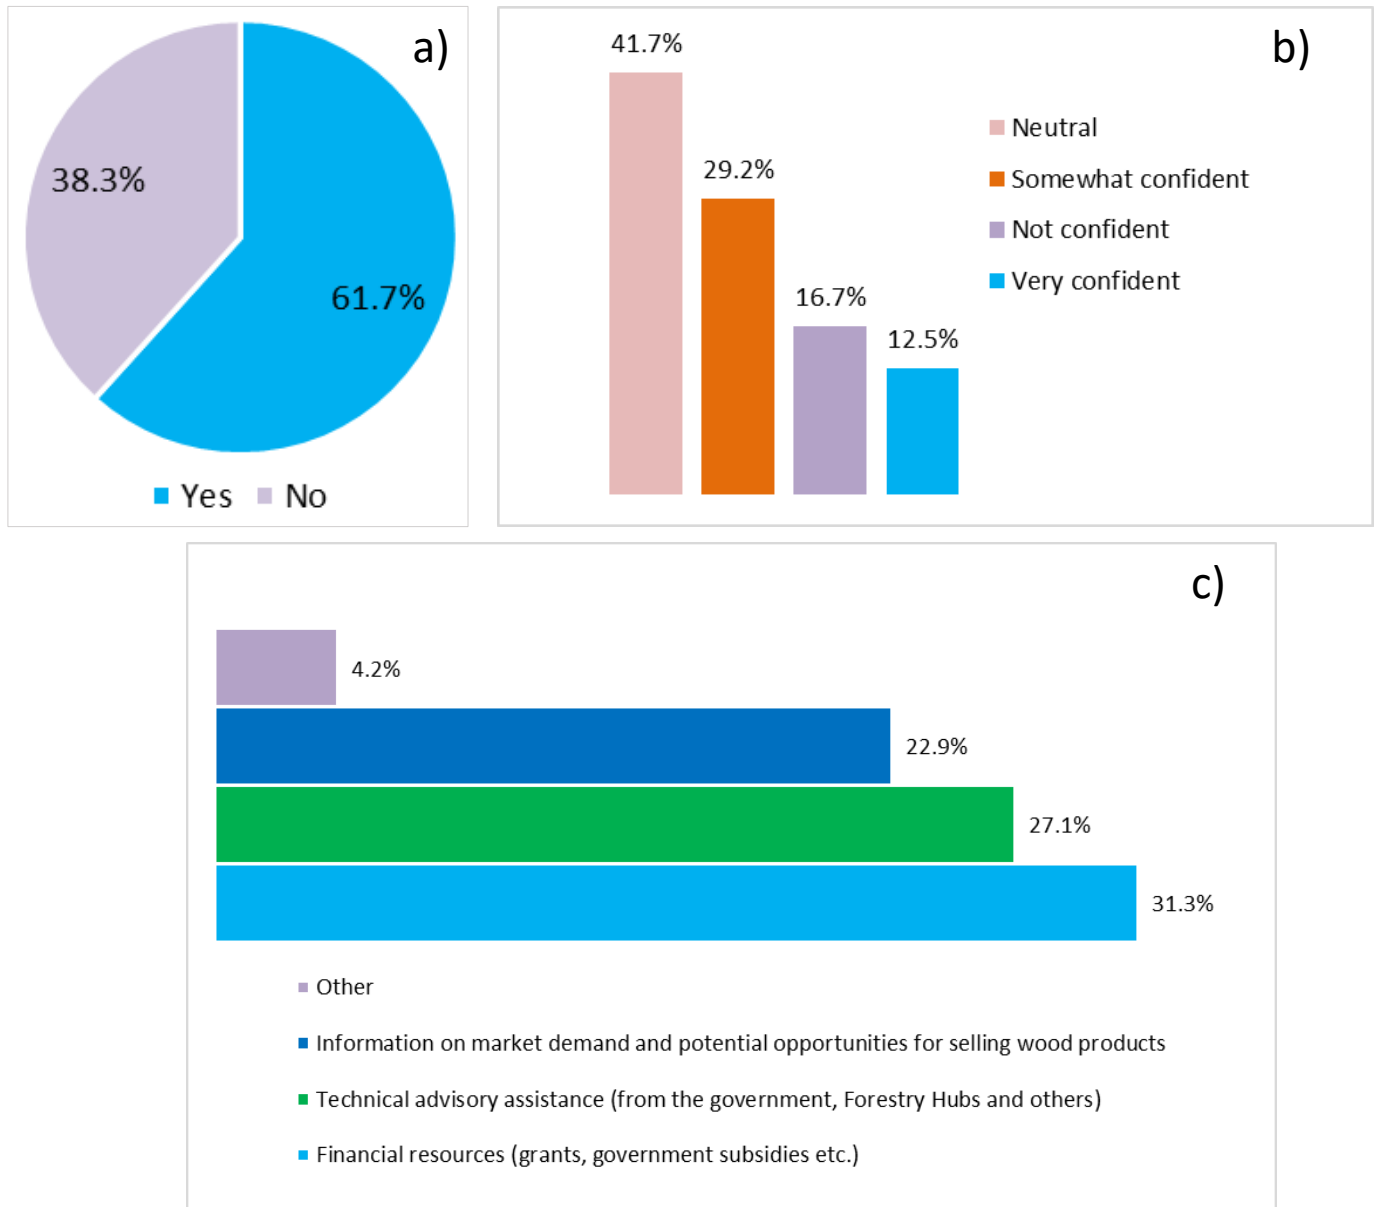 a)
38.3%
61.7%
Yes No
b)
41.7%
29.2%
16.7%
12.5%
Neutral
Somewhat confident
Not confident
Very confident
c)
4.2%
22.9%
27.1%
31.3%
Other
Information on market demand and potential opportunities for selling wood products
Technical advisory assistance (from the government, Forestry Hubs and others)
Financial resources (grants, government subsidies etc.)